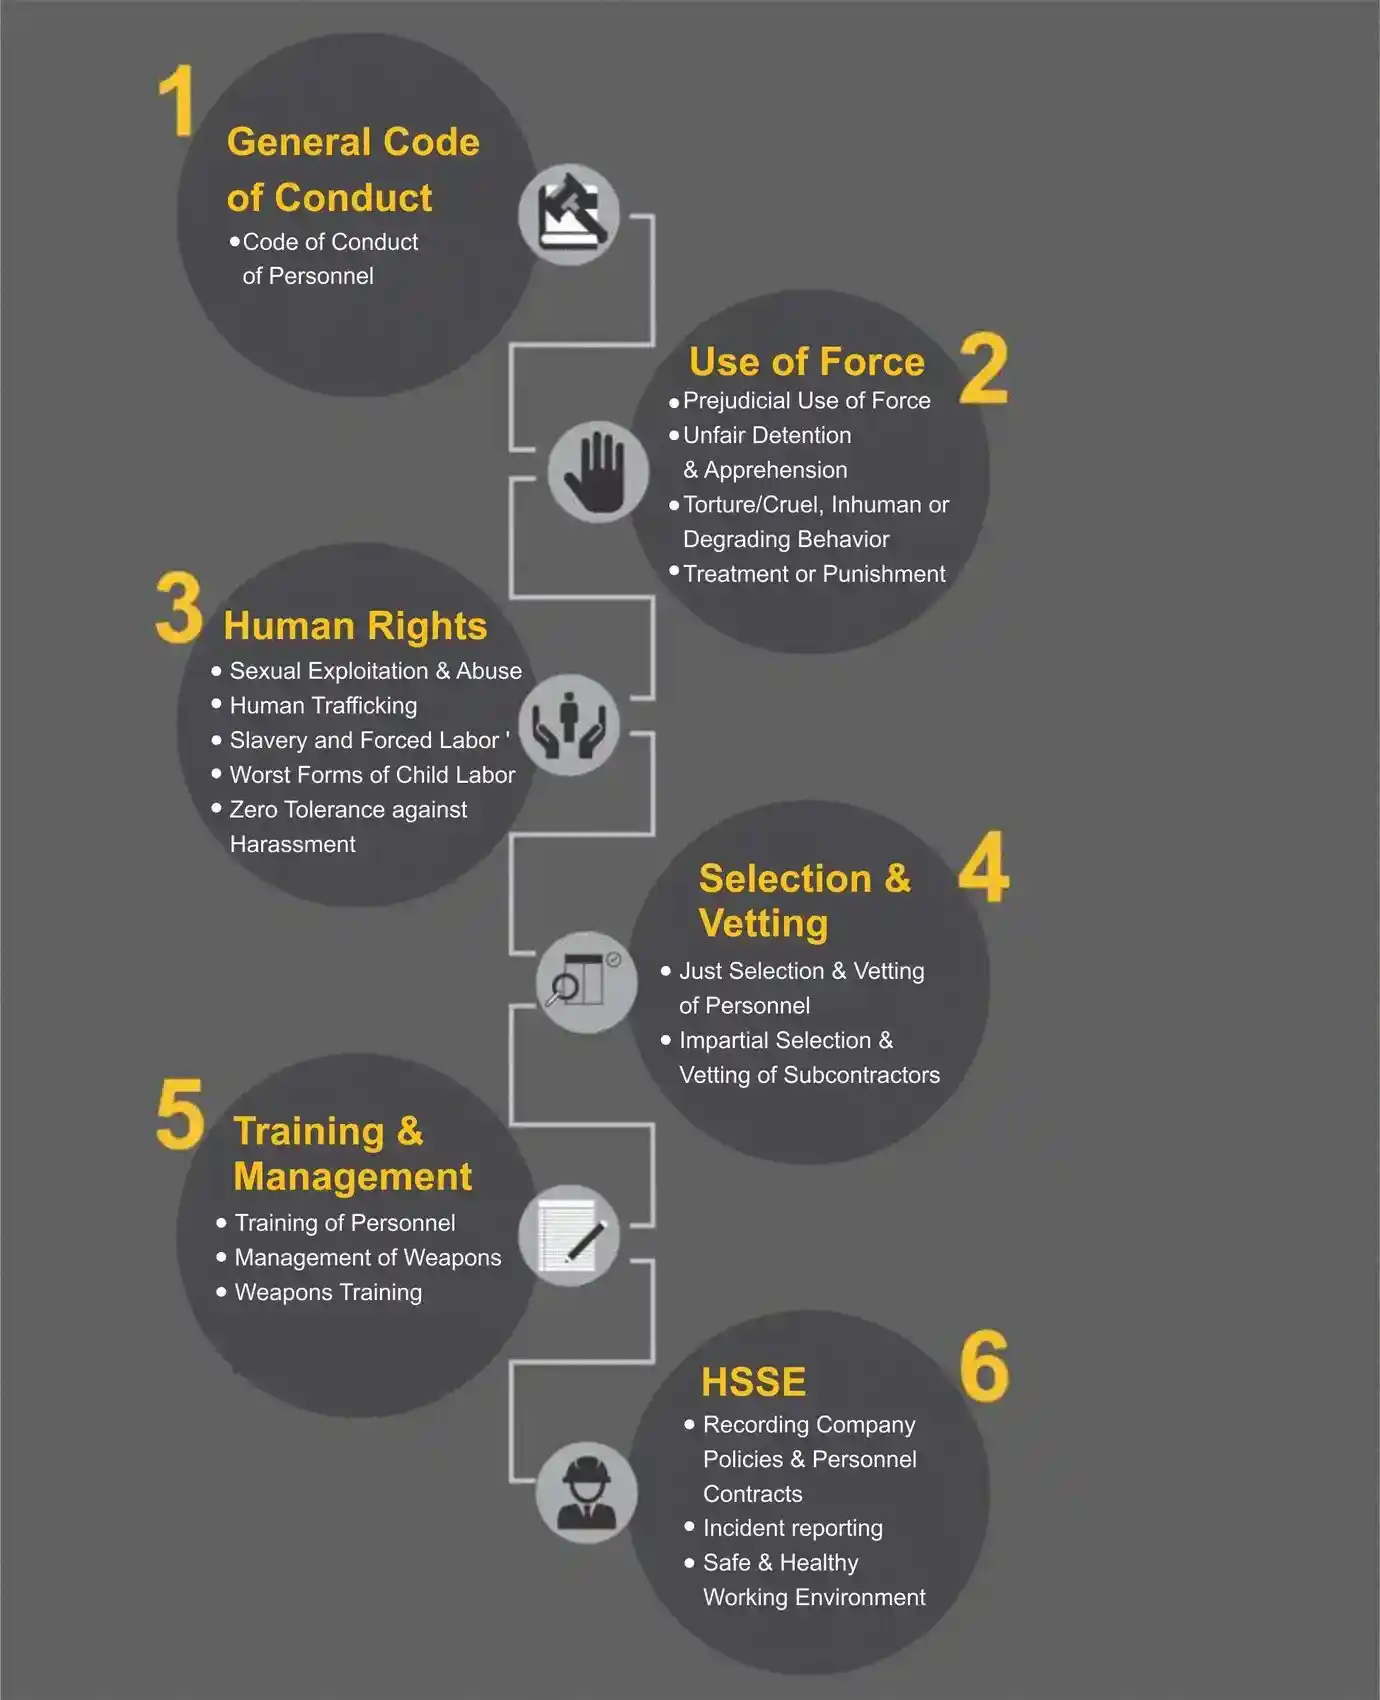 1
General Code
of Conduct
•Code of Conduct
of Personnel
2
Use of Force
•Prejudicial Use of Force
•Unfair Detention
& Apprehension
•Torture/Cruel, Inhuman or
Degrading Behavior
•Treatment or Punishment
3
Human Rights
• Sexual Exploitation & Abuse
• Human Trafficking
• Slavery and Forced Labor '
• Worst Forms of Child Labor
• Zero Tolerance against
Harassment
4
Selection &
Vetting
• Just Selection & Vetting
of Personnel
• Impartial Selection &
Vetting of Subcontractors
5
Training &
Management
• Training of Personnel
• Management of Weapons
• Weapons Training
6
HSSE
• Recording Company
Policies & Personnel
Contracts
• Incident reporting
• Safe & Healthy
Working Environment